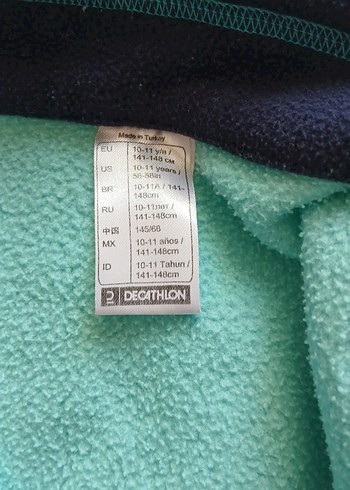 Made in Turkey
EU 10-11 y/л /
141-148 см
US 10-11 years /
56-58in
BR 10-11A / 141-
148cm
RU 10-11лет /
141-148cm
中国 145/68
MX 10-11 años /
141-148cm
ID 10-11 Tahun /
141-148cm
DECATHLON